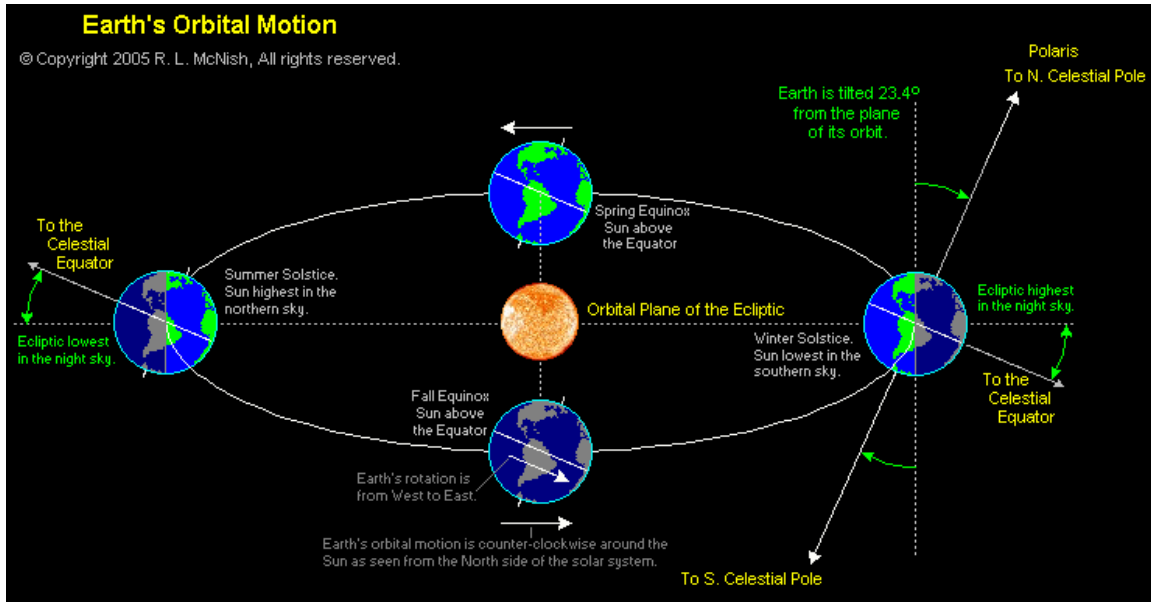 Earth's Orbital Motion
© Copyright 2005 R. L. McNish, All rights reserved.
Polaris
To N. Celestial Pole
Earth is tilted 23.4º
from the plane
of its orbit.
To the
Celestial
Equator
Spring Equinox
Sun above
the Equator
Summer Solstice.
Sun highest in the
northern sky.
Orbital Plane of the Ecliptic
Ecliptic highest
in the night sky.
Ecliptic lowest
in the night sky.
Winter Solstice.
Sun lowest in the
southern sky.
To the
Celestial
Equator
Fall Equinox
Sun above
the Equator
Earth's rotation is
from West to East.
Earth's orbital motion is counter-clockwise around the
Sun as seen from the North side of the solar system.
To S. Celestial Pole